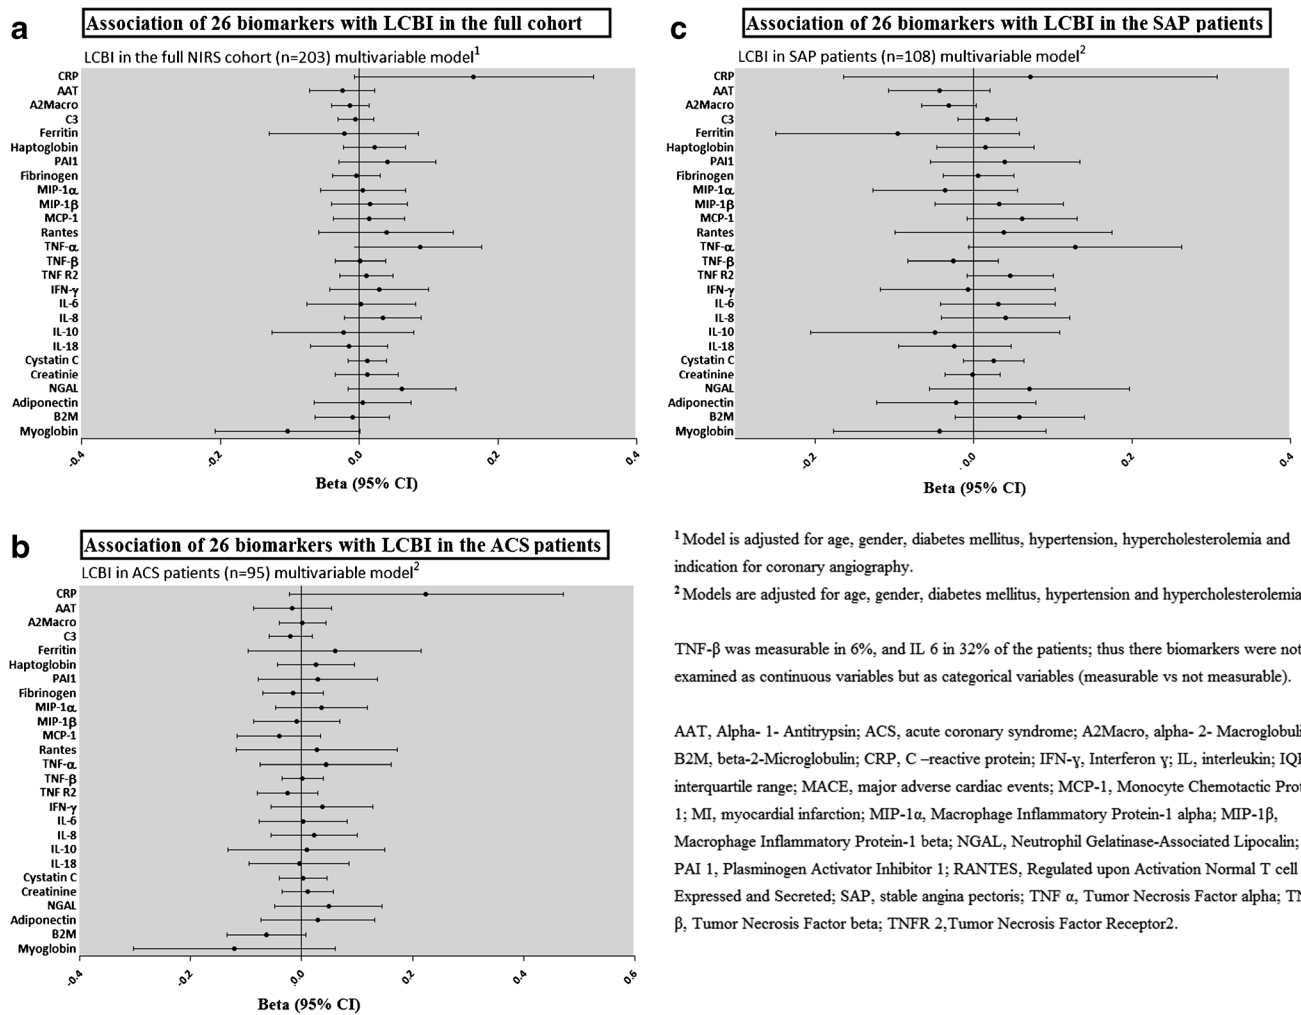 a
Association of 26 biomarkers with LCBI in the full cohort
LCBI in the full NIRS cohort (n=203) multivariable model1
CRP
AAT
A2Macro
C3
Ferritin
Haptoglobin
PAI1
Fibrinogen
MIP-1α
MIP-1β
MCP-1
Rantes
TNF-α
TNF-β
TNF R2
IFN-γ
IL-6
IL-8
IL-10
IL-18
Cystatin C
Creatinie
NGAL
Adiponectin
B2M
Myoglobin
-0.4
-0.2
0.0
0.2
0.4
Beta (95% CI)
b
Association of 26 biomarkers with LCBI in the ACS patients
LCBI in ACS patients (n=95) multivariable model2
CRP
AAT
A2Macro
C3
Ferritin
Haptoglobin
PAI1
Fibrinogen
MIP-1α
MIP-1β
MCP-1
Rantes
TNF-α
TNF-β
TNF R2
IFN-γ
IL-6
IL-8
IL-10
IL-18
Cystatin C
Creatinine
NGAL
Adiponectin
B2M
Myoglobin
-0.4
-0.2
0.0
0.2
0.4
0.6
Beta (95% CI)
c
Association of 26 biomarkers with LCBI in the SAP patients
LCBI in SAP patients (n=108) multivariable model2
CRP
AAT
A2Macro
C3
Ferritin
Haptoglobin
PAI1
Fibrinogen
MIP-1α
MIP-1β
MCP-1
Rantes
TNF-α
TNF-β
TNF R2
IFN-γ
IL-6
IL-8
IL-10
IL-18
Cystatin C
Creatinine
NGAL
Adiponectin
B2M
Myoglobin
-0.2
0.0
0.2
0.4
Beta (95% CI)
1 Model is adjusted for age, gender, diabetes mellitus, hypertension, hypercholesterolemia and
indication for coronary angiography.
2 Models are adjusted for age, gender, diabetes mellitus, hypertension and hypercholesterolemia
TNF-β was measurable in 6%, and IL 6 in 32% of the patients; thus there biomarkers were not
examined as continuous variables but as categorical variables (measurable vs not measurable).
AAT, Alpha- 1- Antitrypsin; ACS, acute coronary syndrome; A2Macro, alpha- 2-
B2M, beta-2-Microglobulin; CRP, C –reactive protein; IFN-ɣ, Interferon ɣ; IL, interleukin;
interquartile range; MACE, major adverse cardiac events; MCP-1, Monocyte Chemotactic
1; MI, myocardial infarction; MIP-1α, Macrophage Inflammatory Protein-1 alpha; MIP-1β,
Macrophage Inflammatory Protein-1 beta; NGAL, Neutrophil Gelatinase-Associated Lipocalin;
PAI 1, Plasminogen Activator Inhibitor 1; RANTES, Regulated upon Activation Normal T cell
Expressed and Secreted; SAP, stable angina pectoris; TNF α, Tumor Necrosis Factor alpha;
β, Tumor Necrosis Factor beta; TNFR 2,Tumor Necrosis Factor Receptor2.